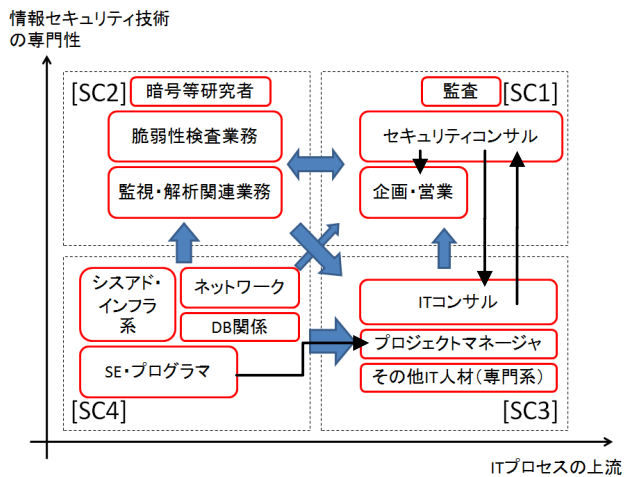 情報セキュリティ技術
の専門性
[SC2]
暗号等研究者
脆弱性検査業務
監視・解析関連業務
監査
[SC1]
セキュリティコンサル
企画・営業
シスアド・
インフラ
系
ネットワーク
DB関係
SE・プログラマ
[SC4]
ITコンサル
プロジェクトマネージャ
その他IT人材(専門系)
[SC3]
ITプロセスの上流